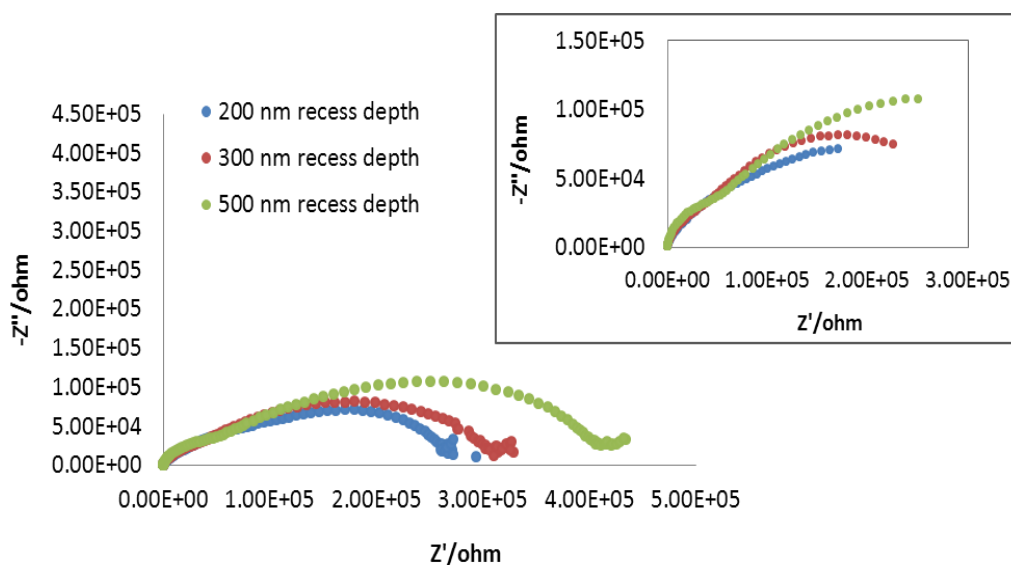 1.50E+05
1.00E+05
5.00E+04
0.00E+00
-Z"/ohm
0.00E+00 1.00E+05 2.00E+05 3.00E+05
Z'/ohm
200 nm recess depth
300 nm recess depth
500 nm recess depth
4.50E+05
4.00E+05
3.50E+05
3.00E+05
2.50E+05
2.00E+05
1.50E+05
1.00E+05
5.00E+04
0.00E+00
-Z"/ohm
0.00E+00 1.00E+05 2.00E+05 3.00E+05 4.00E+05 5.00E+05
Z'/ohm